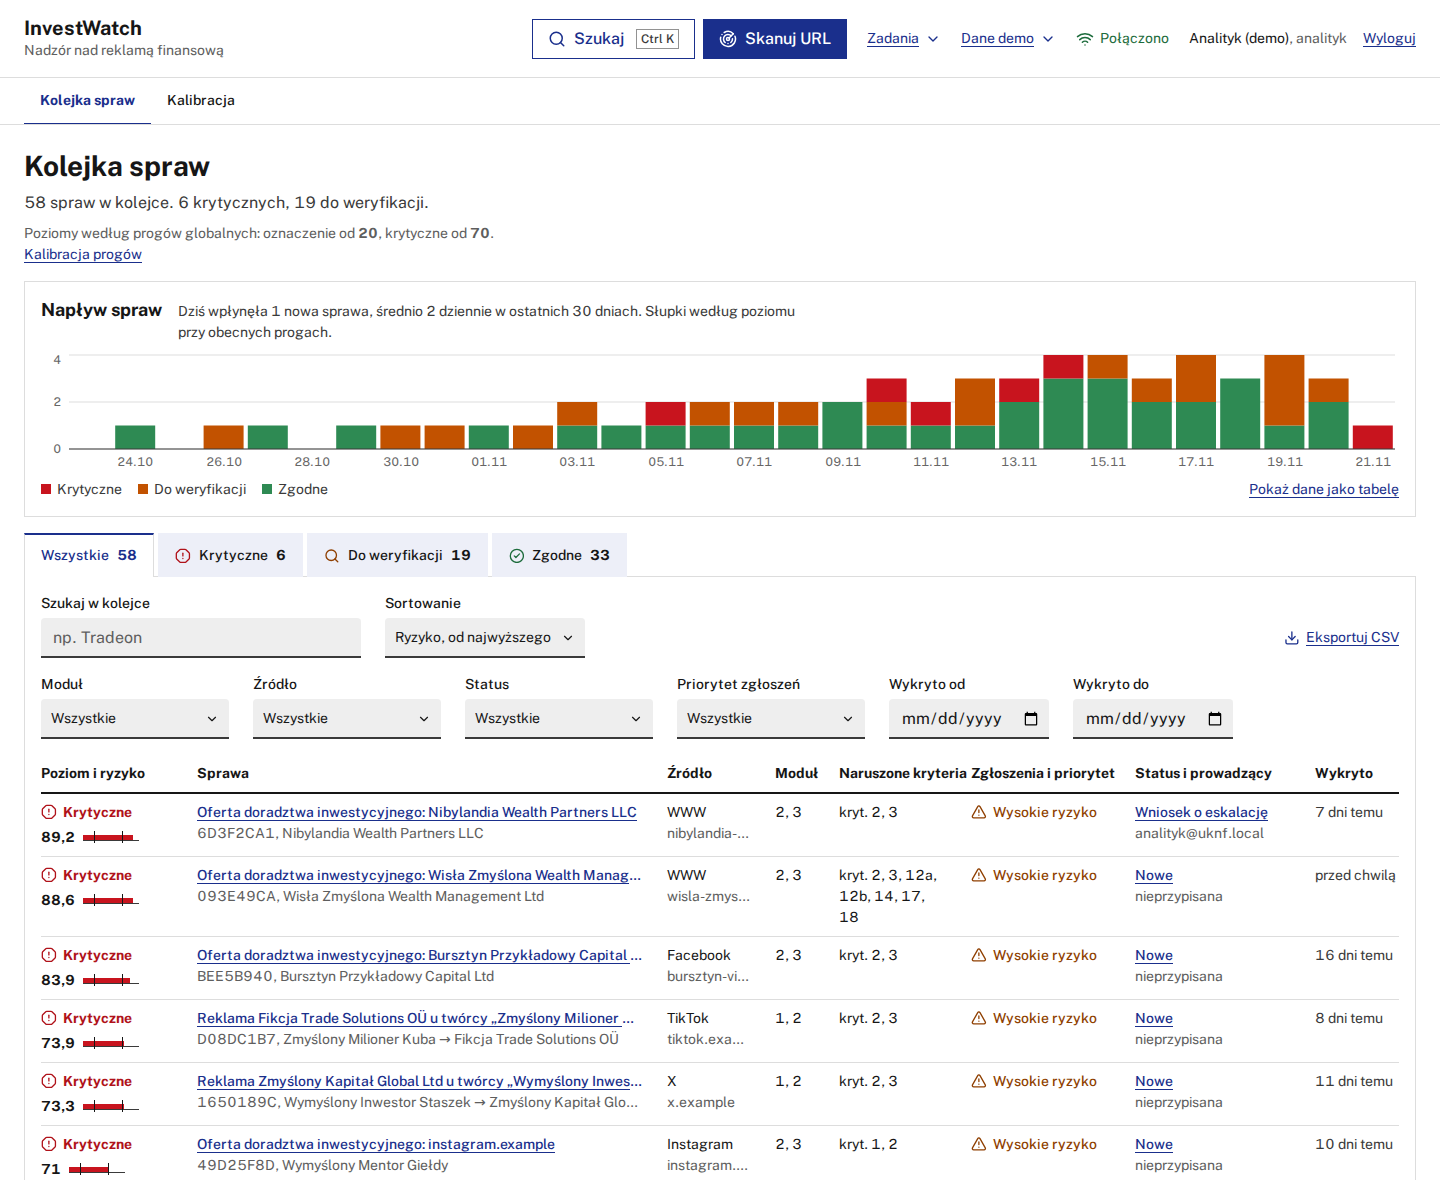 InvestWatch
Nadzór nad reklamą finansową
Szukaj Ctrl K
Skanuj URL
Zadania
Dane demo
Połączono
Analityk (demo), analityk
Wyloguj
Kolejka spraw
Kalibracja
Kolejka spraw
58 spraw w kolejce. 6 krytycznych, 19 do weryfikacji.
Poziomy według progów globalnych: oznaczenie od 20, krytyczne od 70.
Kalibracja progów
Napływ spraw
Dziś wpłynęła 1 nowa sprawa, średnio 2 dziennie w ostatnich 30 dniach. Słupki według poziomu
przy obecnych progach.
4
2
0
24.10 26.10 28.10 30.10 01.11 03.11 05.11 07.11 09.11 11.11 13.11 15.11 17.11 19.11 21.11
Krytyczne Do weryfikacji Zgodne
Pokaż dane jako tabelę
Wszystkie 58
Krytyczne 6
Do weryfikacji 19
Zgodne 33
Szukaj w kolejce
np. Tradeon
Sortowanie
Ryzyko, od najwyższego
Eksportuj CSV
Moduł
Wszystkie
Źródło
Wszystkie
Status
Wszystkie
Priorytet zgłoszeń
Wszystkie
Wykryto od
mm/dd/yyyy
Wykryto do
mm/dd/yyyy
Poziom i ryzyko Sprawa Źródło Moduł Naruszone kryteria Zgłoszenia i priorytet Status i prowadzący Wykryto
Krytyczne Oferta doradztwa inwestycyjnego: Nibylandia Wealth Partners LLC WWW 2, 3 kryt. 2, 3 Wysokie ryzyko Wniosek o eskalację 7 dni temu
89,2 6D3F2CA1, Nibylandia Wealth Partners LLC nibylandia-... analityk@uknf.local
Krytyczne Oferta doradztwa inwestycyjnego: Wisła Zmyślona Wealth Manag... WWW 2, 3 kryt. 2, 3, 12a, Wysokie ryzyko Nowe przed chwilą
88,6 093E49CA, Wisła Zmyślona Wealth Management Ltd wisla-zmys... 12b, 14, 17, nieprzypisana
18
Krytyczne Oferta doradztwa inwestycyjnego: Bursztyn Przykładowy Capital ... Facebook 2, 3 kryt. 2, 3 Wysokie ryzyko Nowe 16 dni temu
83,9 BEE5B940, Bursztyn Przykładowy Capital Ltd bursztyn-vi... nieprzypisana
Krytyczne Reklama Fikcja Trade Solutions OÜ u twórcy „Zmyślony Milioner ... TikTok 1, 2 kryt. 2, 3 Wysokie ryzyko Nowe 8 dni temu
73,9 D08DC1B7, Zmyślony Milioner Kuba → Fikcja Trade Solutions OÜ tiktok.exa... nieprzypisana
Krytyczne Reklama Zmyślony Kapitał Global Ltd u twórcy „Wymyślony Inwes... X 1, 2 kryt. 2, 3 Wysokie ryzyko Nowe 11 dni temu
73,3 1650189C, Wymyślony Inwestor Staszek → Zmyślony Kapitał Glo... x.example nieprzypisana
Krytyczne Oferta doradztwa inwestycyjnego: instagram.example Instagram 2, 3 kryt. 1, 2 Wysokie ryzyko Nowe 10 dni temu
71 49D25F8D, Wymyślony Mentor Giełdy instagram.... nieprzypisana